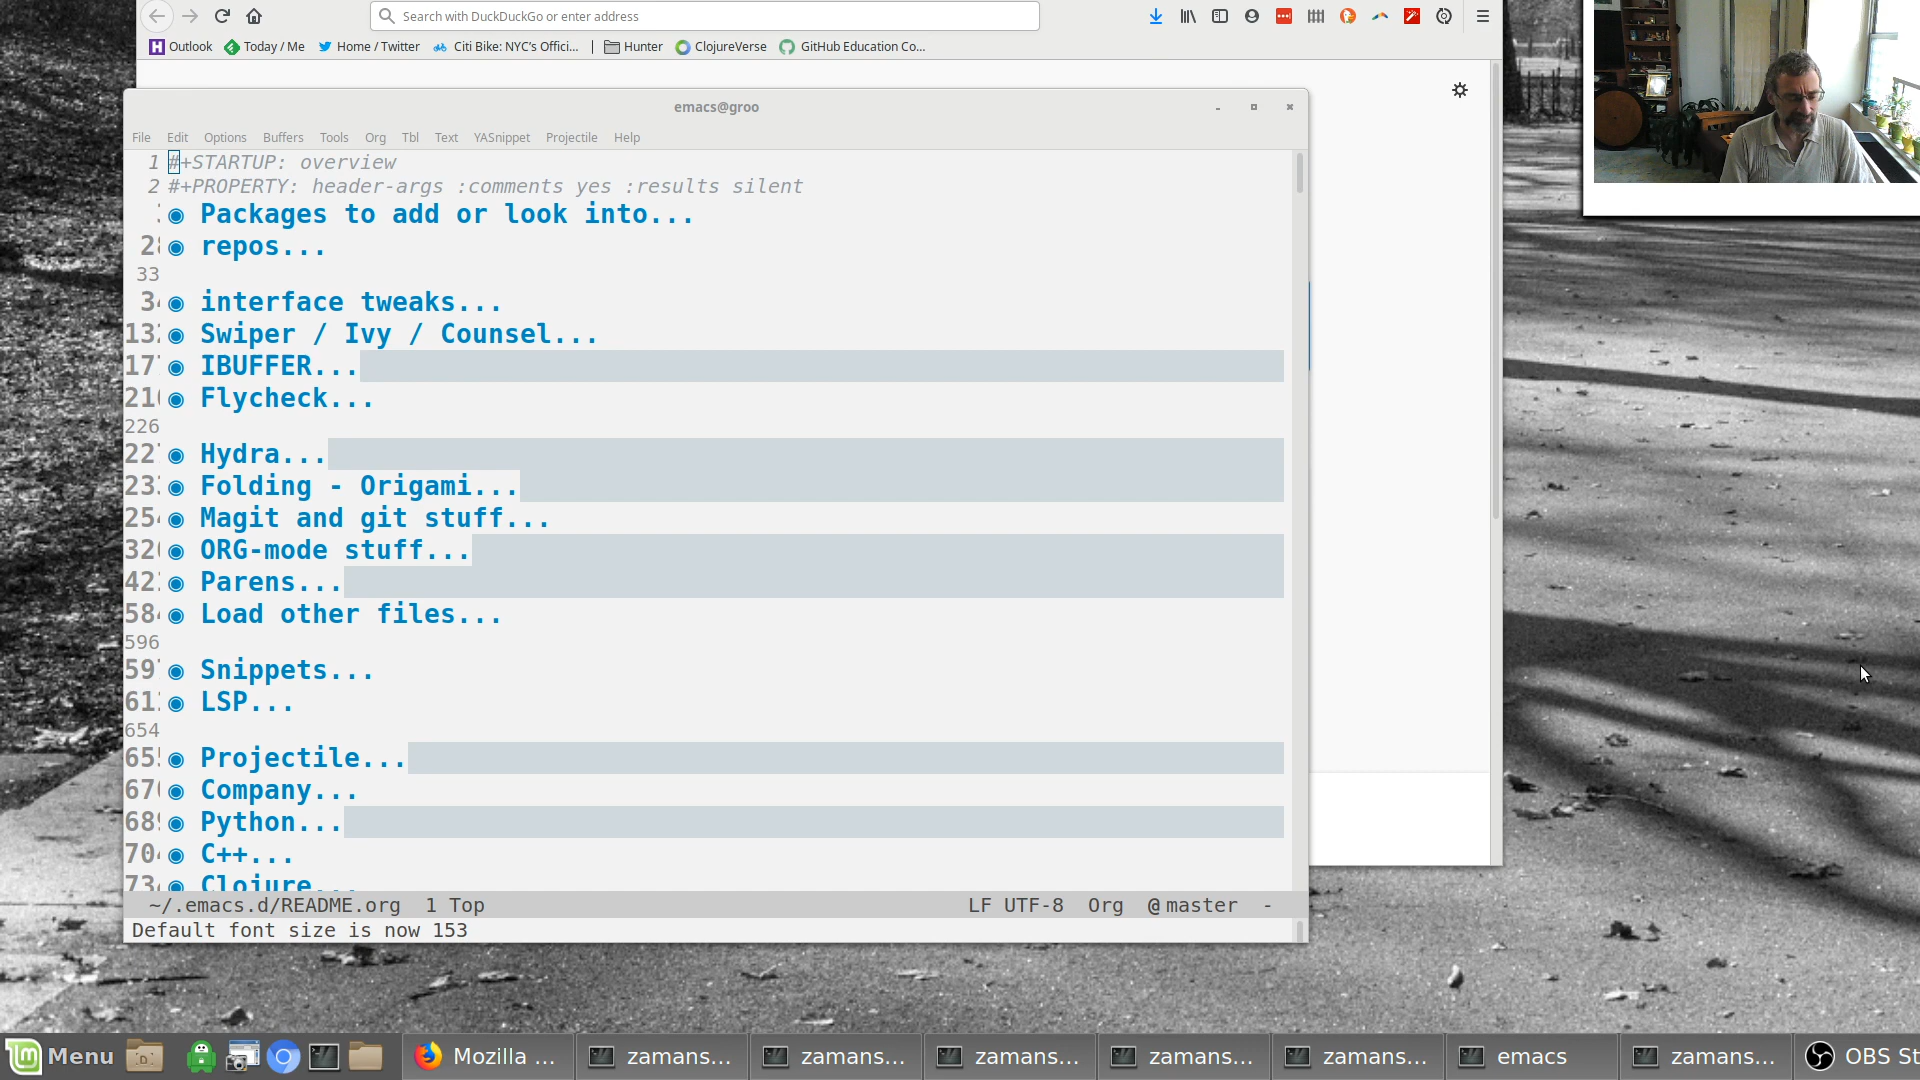 Search with DuckDuckGo or enter address
Outlook Today / Me Home / Twitter Citi Bike: NYC's Offici... Hunter ClojureVerse GitHub Education Co...
emacs@groo
File Edit Options Buffers Tools Org Tbl Text YASnippet Projectile Help
1 #+STARTUP: overview
2 #+PROPERTY: header-args :comments yes :results silent
Packages to add or look into...
repos...
33
interface tweaks...
Swiper / Ivy / Counsel...
IBUFFER...
Flycheck...
226
Hydra...
Folding - Origami...
Magit and git stuff...
ORG-mode stuff...
Parens...
Load other files...
596
Snippets...
LSP...
654
Projectile...
Company...
Python...
C++...
Clojure...
~/.emacs.d/README.org 1 Top LF UTF-8 Org @ master -
Default font size is now 153
Menu Mozilla ... zamans... zamans... zamans... zamans... zamans... emacs zamans... OBS St